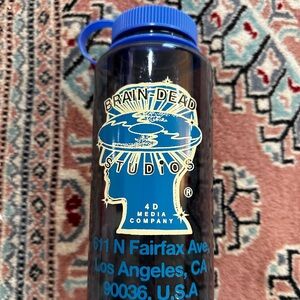 BRAIN DEAD
STUDIOS
®
4D
MEDIA
COMPANY
611 N Fairfax Ave,
Los Angeles, CA
90036, U.S.A